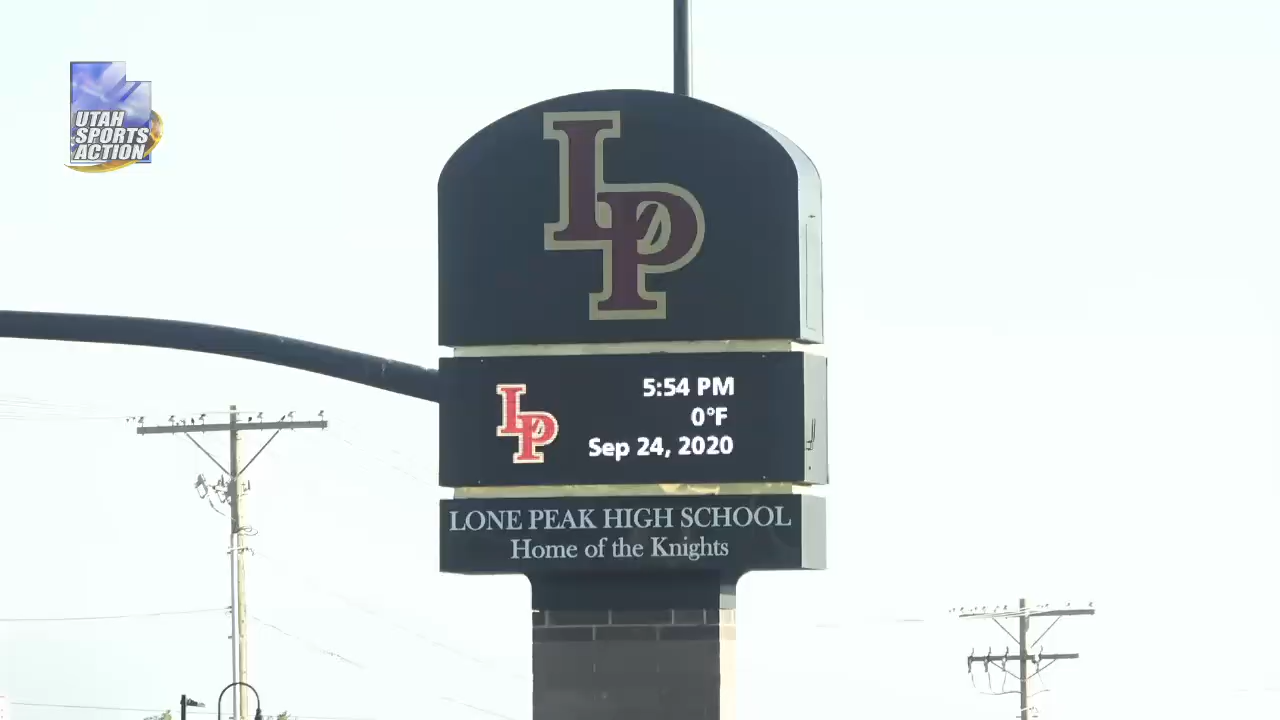 UTAH
SPORTS
ACTION
LP
5:54 PM
0°F
LP
Sep 24, 2020
LONE PEAK HIGH SCHOOL
Home of the Knights